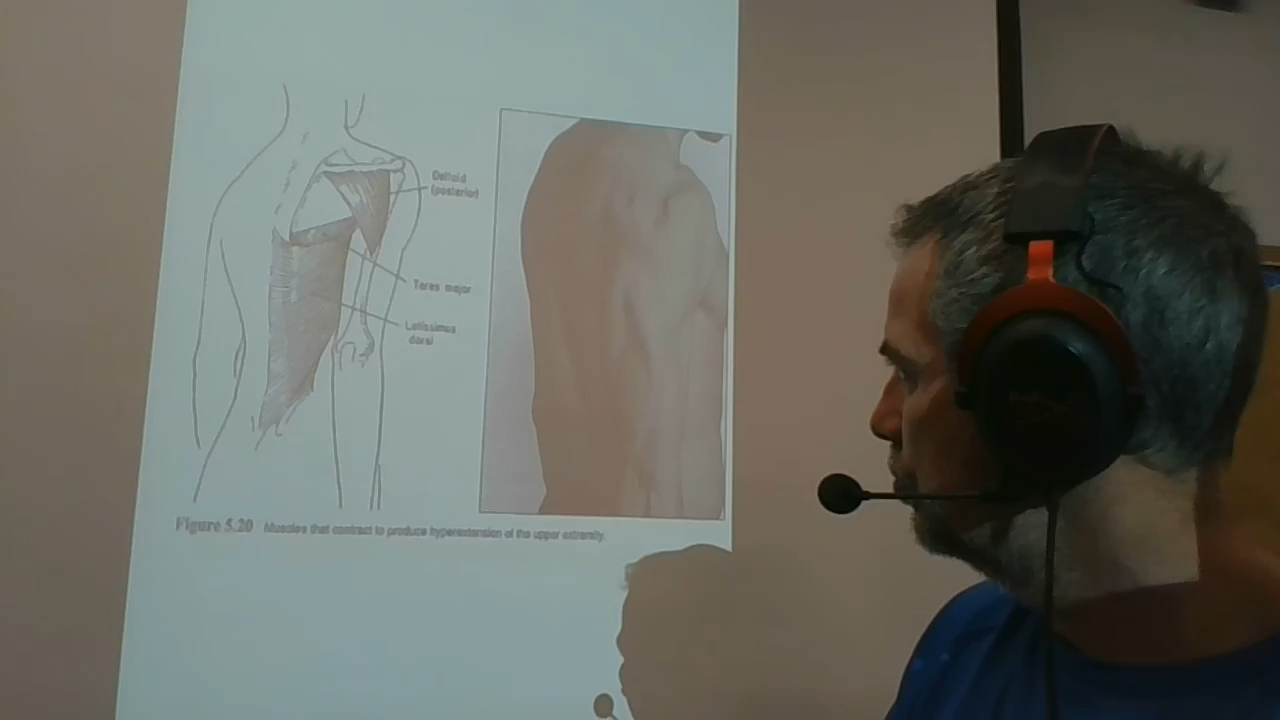 Deltoid
(posterior)
Teres major
Latissimus
dorsi
Figure 5.20 Muscles that contract to produce hyperextension of the upper extremity.